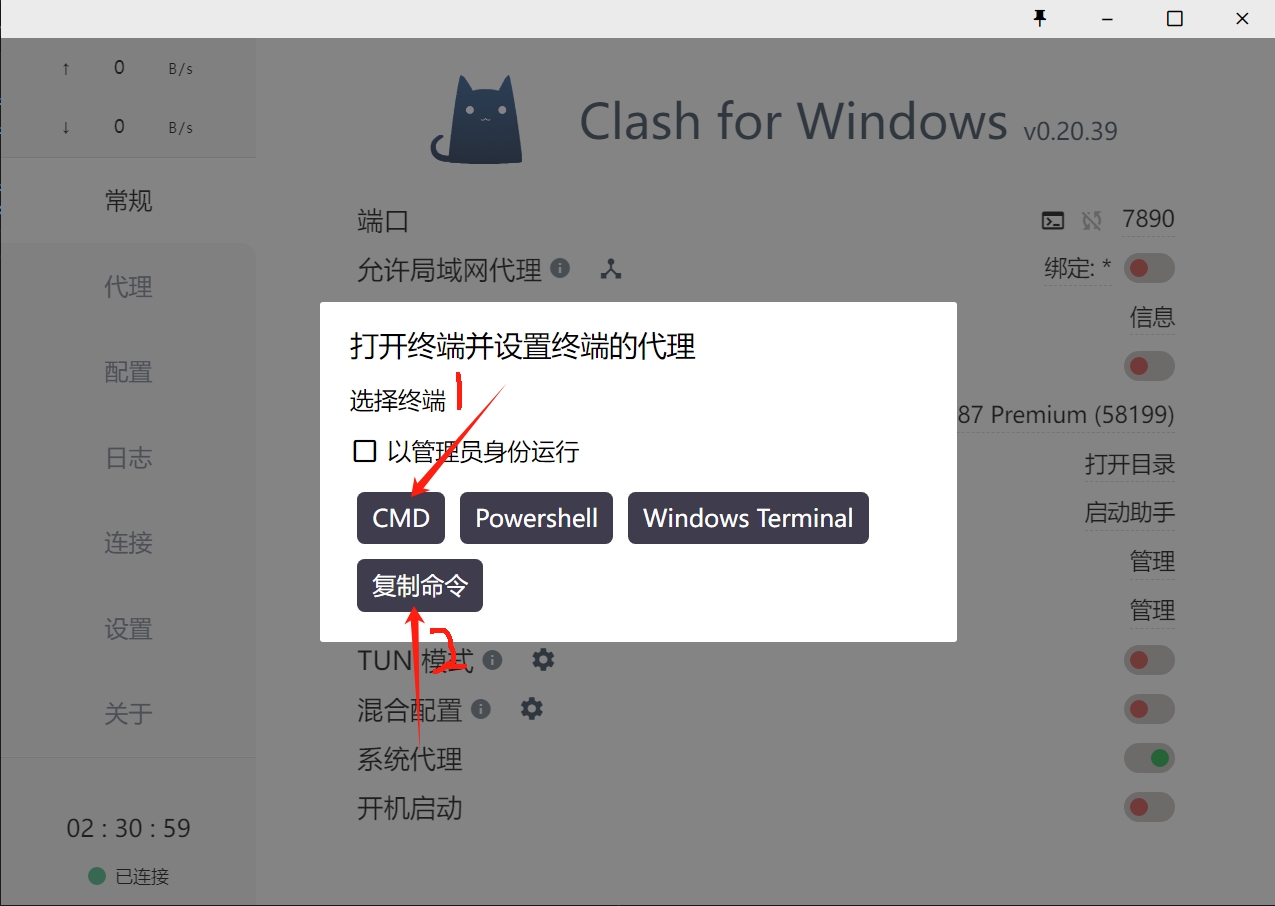 ↑ 0 B/s
↓ 0 B/s
常规
代理
配置
日志
连接
设置
关于
02 : 30 : 59
已连接
Clash for Windows v0.20.39
端口 7890
允许局域网代理 绑定: *
信息
87 Premium (58199)
打开目录
启动助手
管理
管理
打开终端并设置终端的代理
选择终端 1
以管理员身份运行
CMD Powershell Windows Terminal
复制命令
2
TUN 模式
混合配置
系统代理
开机启动